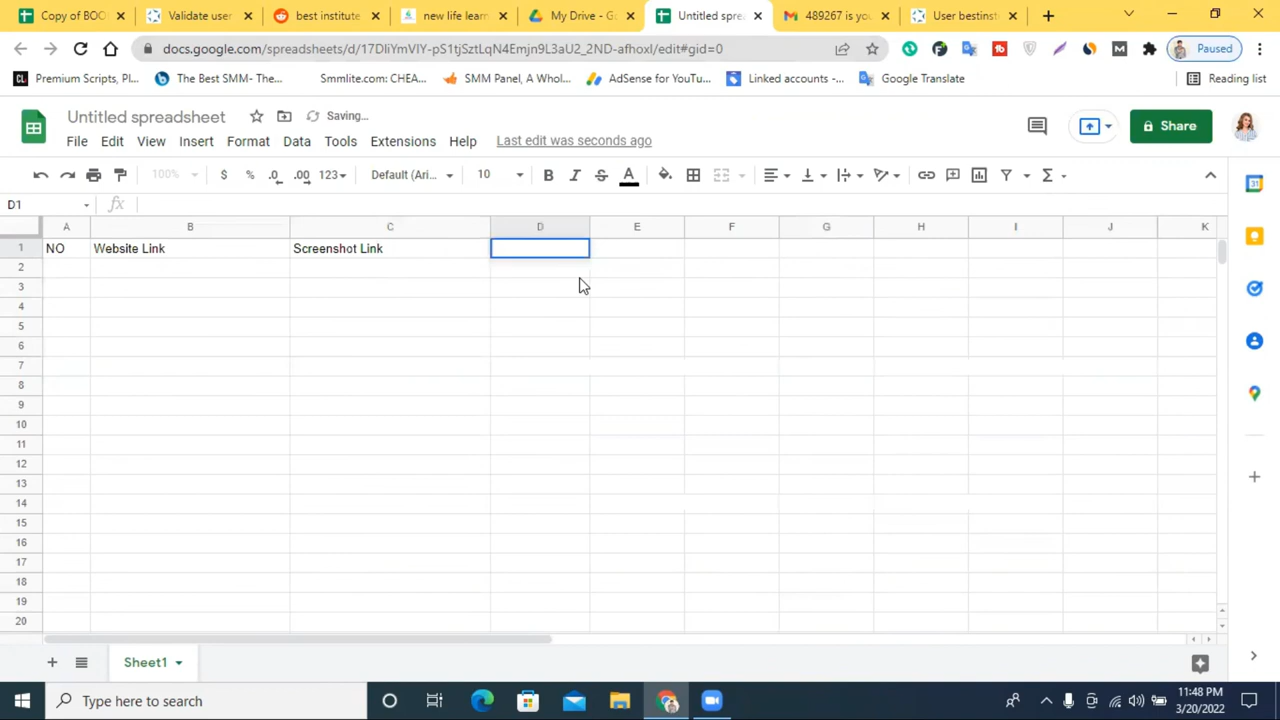 Copy of BOO
Validate user
best institute
new life learn
My Drive - G
Untitled sprea
489267 is you
User bestinst
docs.google.com/spreadsheets/d/17DliYmVIY-pS1tjSztLqN4Emjn9L3aU2_2ND-afhoxI/edit#gid=0
Paused
Premium Scripts, Pl...
The Best SMM- The...
Smmlite.com: CHEA...
SMM Panel, A Whol...
AdSense for YouTu...
Linked accounts -...
Google Translate
Reading list
Untitled spreadsheet
Saving...
Share
File Edit View Insert Format Data Tools Extensions Help Last edit was seconds ago
100% $ % .0 .00 123 Default (Ari... 10 B I S A
D1 fx
A B C D E F G H I J K
1 NO Website Link Screenshot Link
2
3
4
5
6
7
8
9
10
11
12
13
14
15
16
17
18
19
20
Sheet1
Type here to search
11:48 PM
3/20/2022